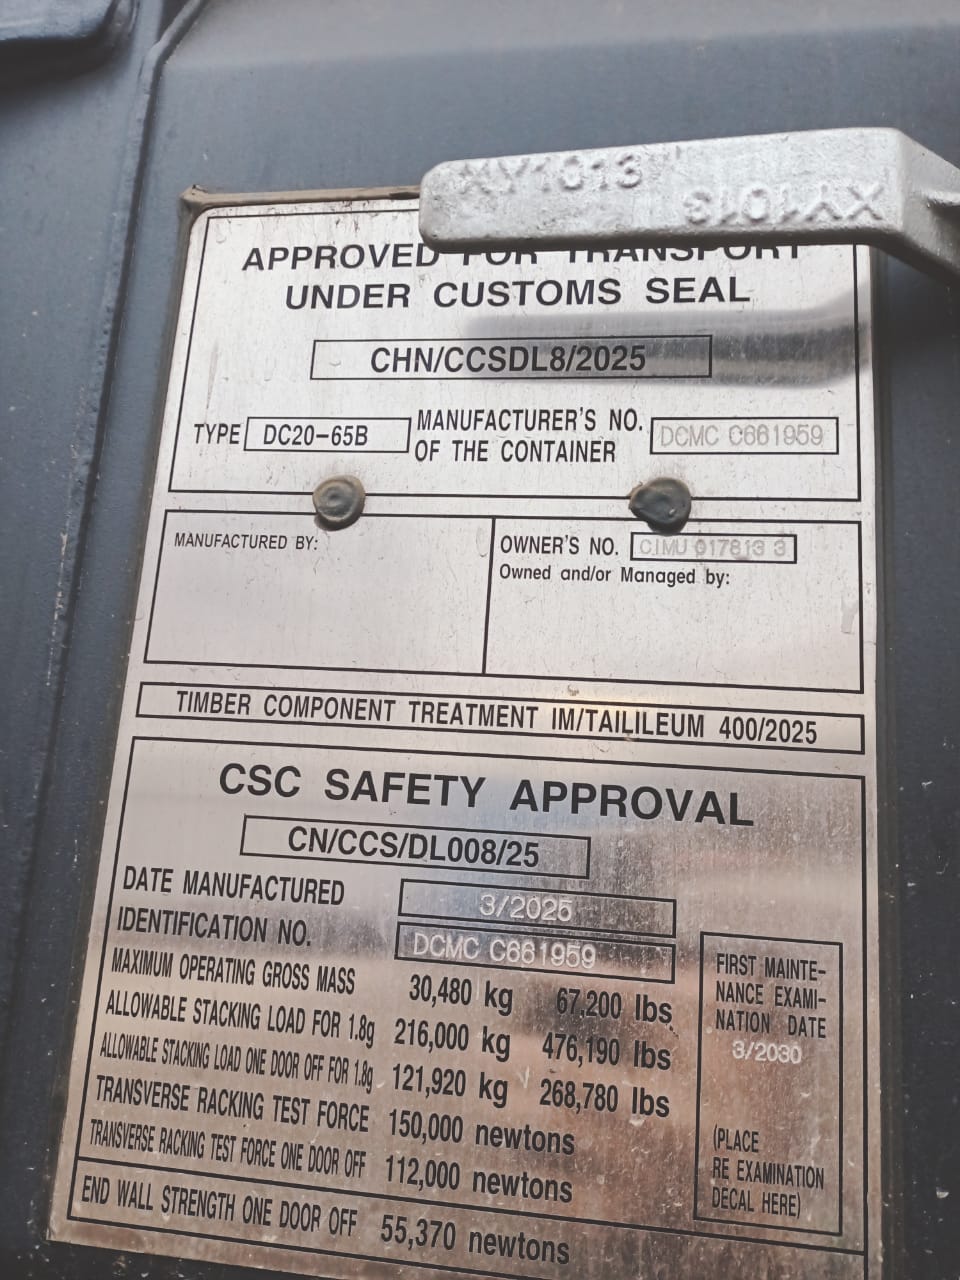 XY1013
XY1013
APPROVED FOR TRANSPORT
UNDER CUSTOMS SEAL
CHN/CCSDL8/2025
TYPE DC20-65B
MANUFACTURER'S NO.
OF THE CONTAINER
DCMC C661959
MANUFACTURED BY:
OWNER'S NO. CIMU 017813 3
Owned and/or Managed by:
TIMBER COMPONENT TREATMENT IM/TAILILEUM 400/2025
CSC SAFETY APPROVAL
CN/CCS/DL008/25
DATE MANUFACTURED 3/2025
IDENTIFICATION NO. DCMC C661959
MAXIMUM OPERATING GROSS MASS 30,480 kg 67,200 lbs
ALLOWABLE STACKING LOAD FOR 1.8g 216,000 kg 476,190 lbs
ALLOWABLE STACKING LOAD ONE DOOR OFF FOR 1.8g 121,920 kg 268,780 lbs
TRANSVERSE RACKING TEST FORCE 150,000 newtons
TRANSVERSE RACKING TEST FORCE ONE DOOR OFF 112,000 newtons
END WALL STRENGTH ONE DOOR OFF 55,370 newtons
FIRST MAINTE-
NANCE EXAMI-
NATION DATE
3/2030
(PLACE
RE EXAMINATION
DECAL HERE)